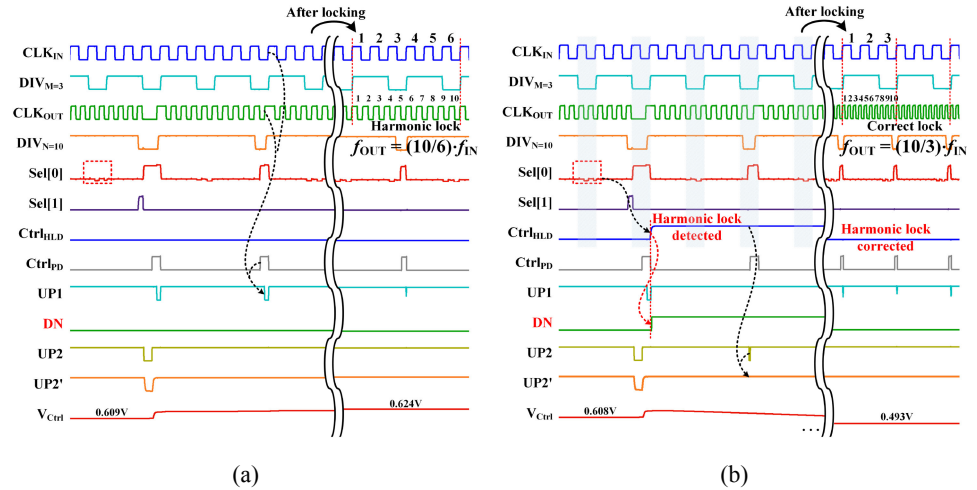 After locking
CLK_IN 1 2 3 4 5 6
DIV_M=3
CLK_OUT 1 2 3 4 5 6 7 8 9 10
Harmonic lock
DIV_N=10 f_OUT = (10/6)·f_IN
Sel[0]
Sel[1]
Ctrl_HLD
Ctrl_PD
UP1
DN
UP2
UP2'
V_Ctrl 0.609V 0.624V
(a)
After locking
CLK_IN 1 2 3
DIV_M=3
CLK_OUT 12345678910
Correct lock
DIV_N=10 f_OUT = (10/3)·f_IN
Sel[0]
Sel[1]
Harmonic lock
detected
Ctrl_HLD
Harmonic lock
corrected
Ctrl_PD
UP1
DN
UP2
UP2'
V_Ctrl 0.608V ... 0.493V
(b)